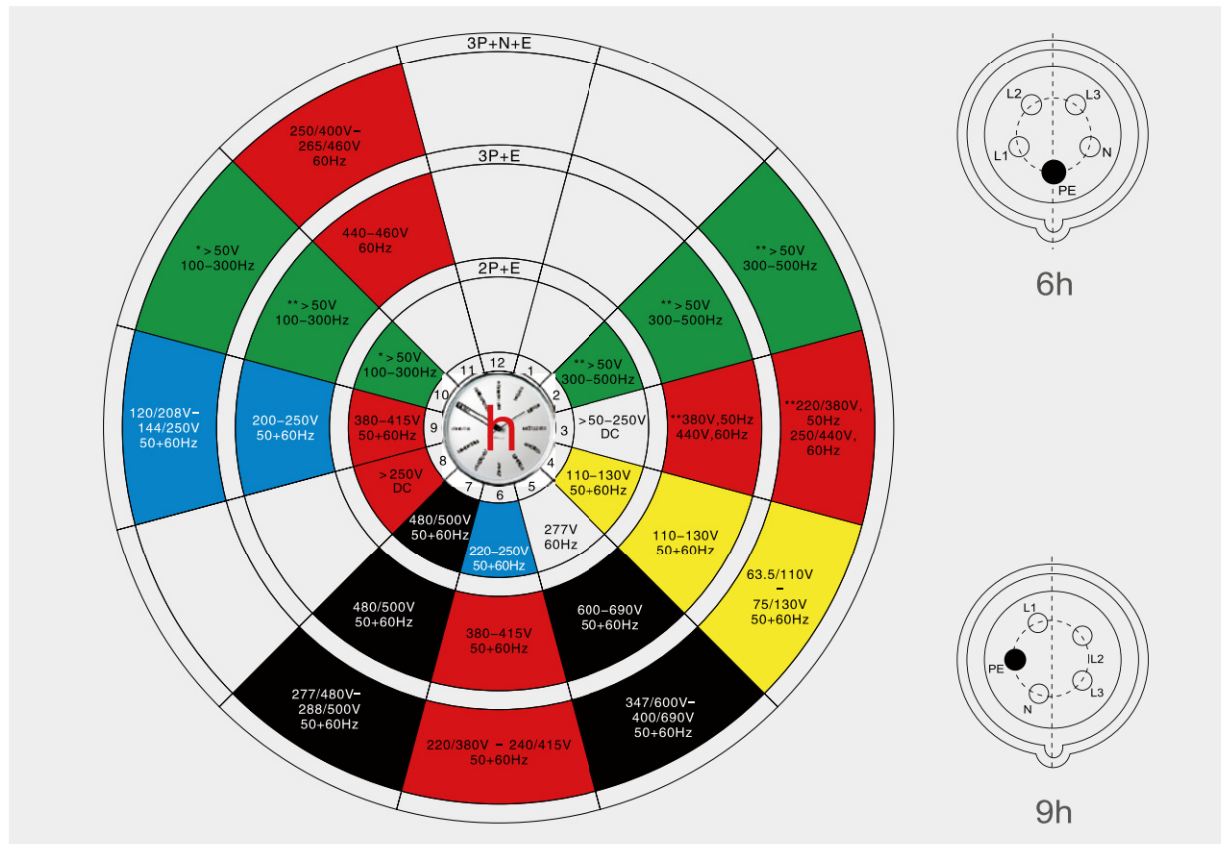 3P+N+E
250/400V–
265/460V
60Hz
3P+E
440–460V
60Hz
*>50V
100–300Hz
**>50V
300–500Hz
2P+E
**>50V
100–300Hz
**>50V
300–500Hz
*>50V
100–300Hz
**>50V
300–500Hz
11
12
1
10
2
9
3
8
4
7
6
5
h
120/208V–
144/250V
50+60Hz
200–250V
50+60Hz
380–415V
50+60Hz
>50–250V
DC
**380V,50Hz
440V,60Hz
**220/380V,
50Hz
250/440V,
60Hz
>250V
DC
110–130V
50+60Hz
480/500V
50+60Hz
220–250V
50+60Hz
277V
60Hz
110–130V
50+60Hz
63.5/110V
–
75/130V
50+60Hz
480/500V
50+60Hz
380–415V
50+60Hz
600–690V
50+60Hz
277/480V–
288/500V
50+60Hz
220/380V – 240/415V
50+60Hz
347/600V–
400/690V
50+60Hz
L2
L3
L1
N
PE
6h
L1
L2
PE
L3
N
9h